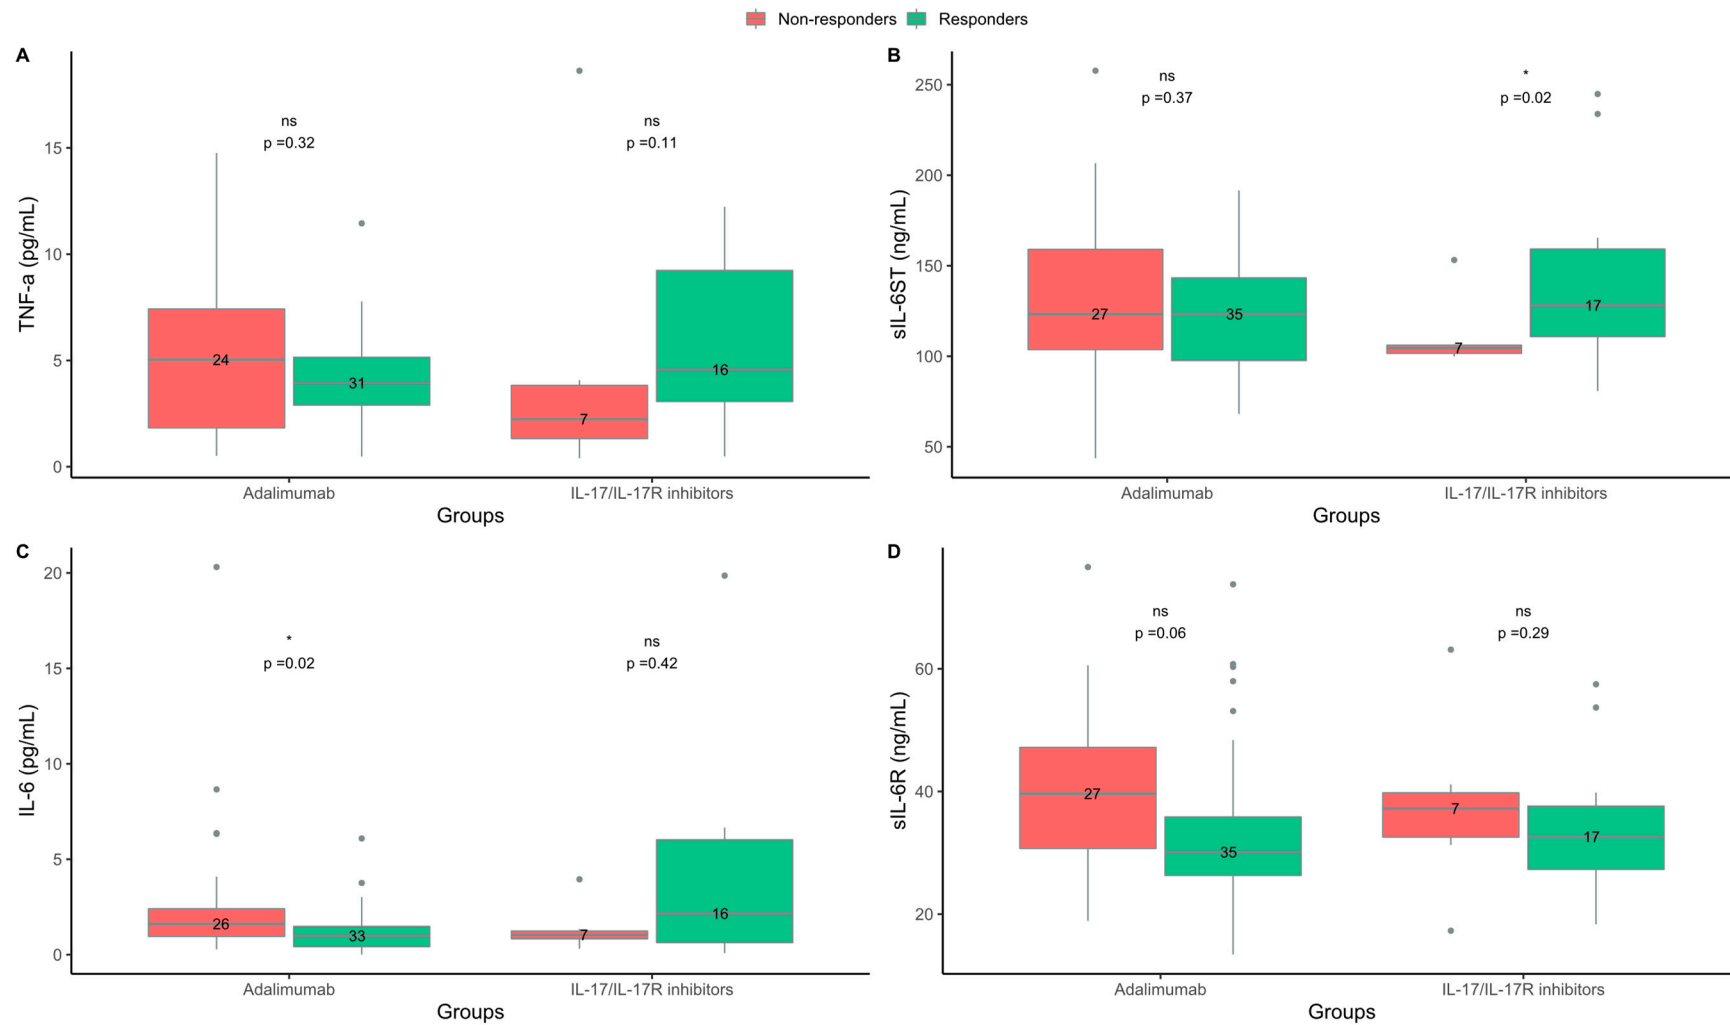 Non-responders Responders
A
TNF-a (pg/mL)
15
10
5
0
ns
p =0.32
ns
p =0.11
24
31
7
16
Adalimumab
IL-17/IL-17R inhibitors
Groups
B
sIL-6ST (ng/mL)
250
200
150
100
50
ns
p =0.37
*
p =0.02
27
35
7
17
Adalimumab
IL-17/IL-17R inhibitors
Groups
C
IL-6 (pg/mL)
20
15
10
5
0
*
p =0.02
ns
p =0.42
26
33
7
16
Adalimumab
IL-17/IL-17R inhibitors
Groups
D
sIL-6R (ng/mL)
60
40
20
ns
p =0.06
ns
p =0.29
27
35
7
17
Adalimumab
IL-17/IL-17R inhibitors
Groups